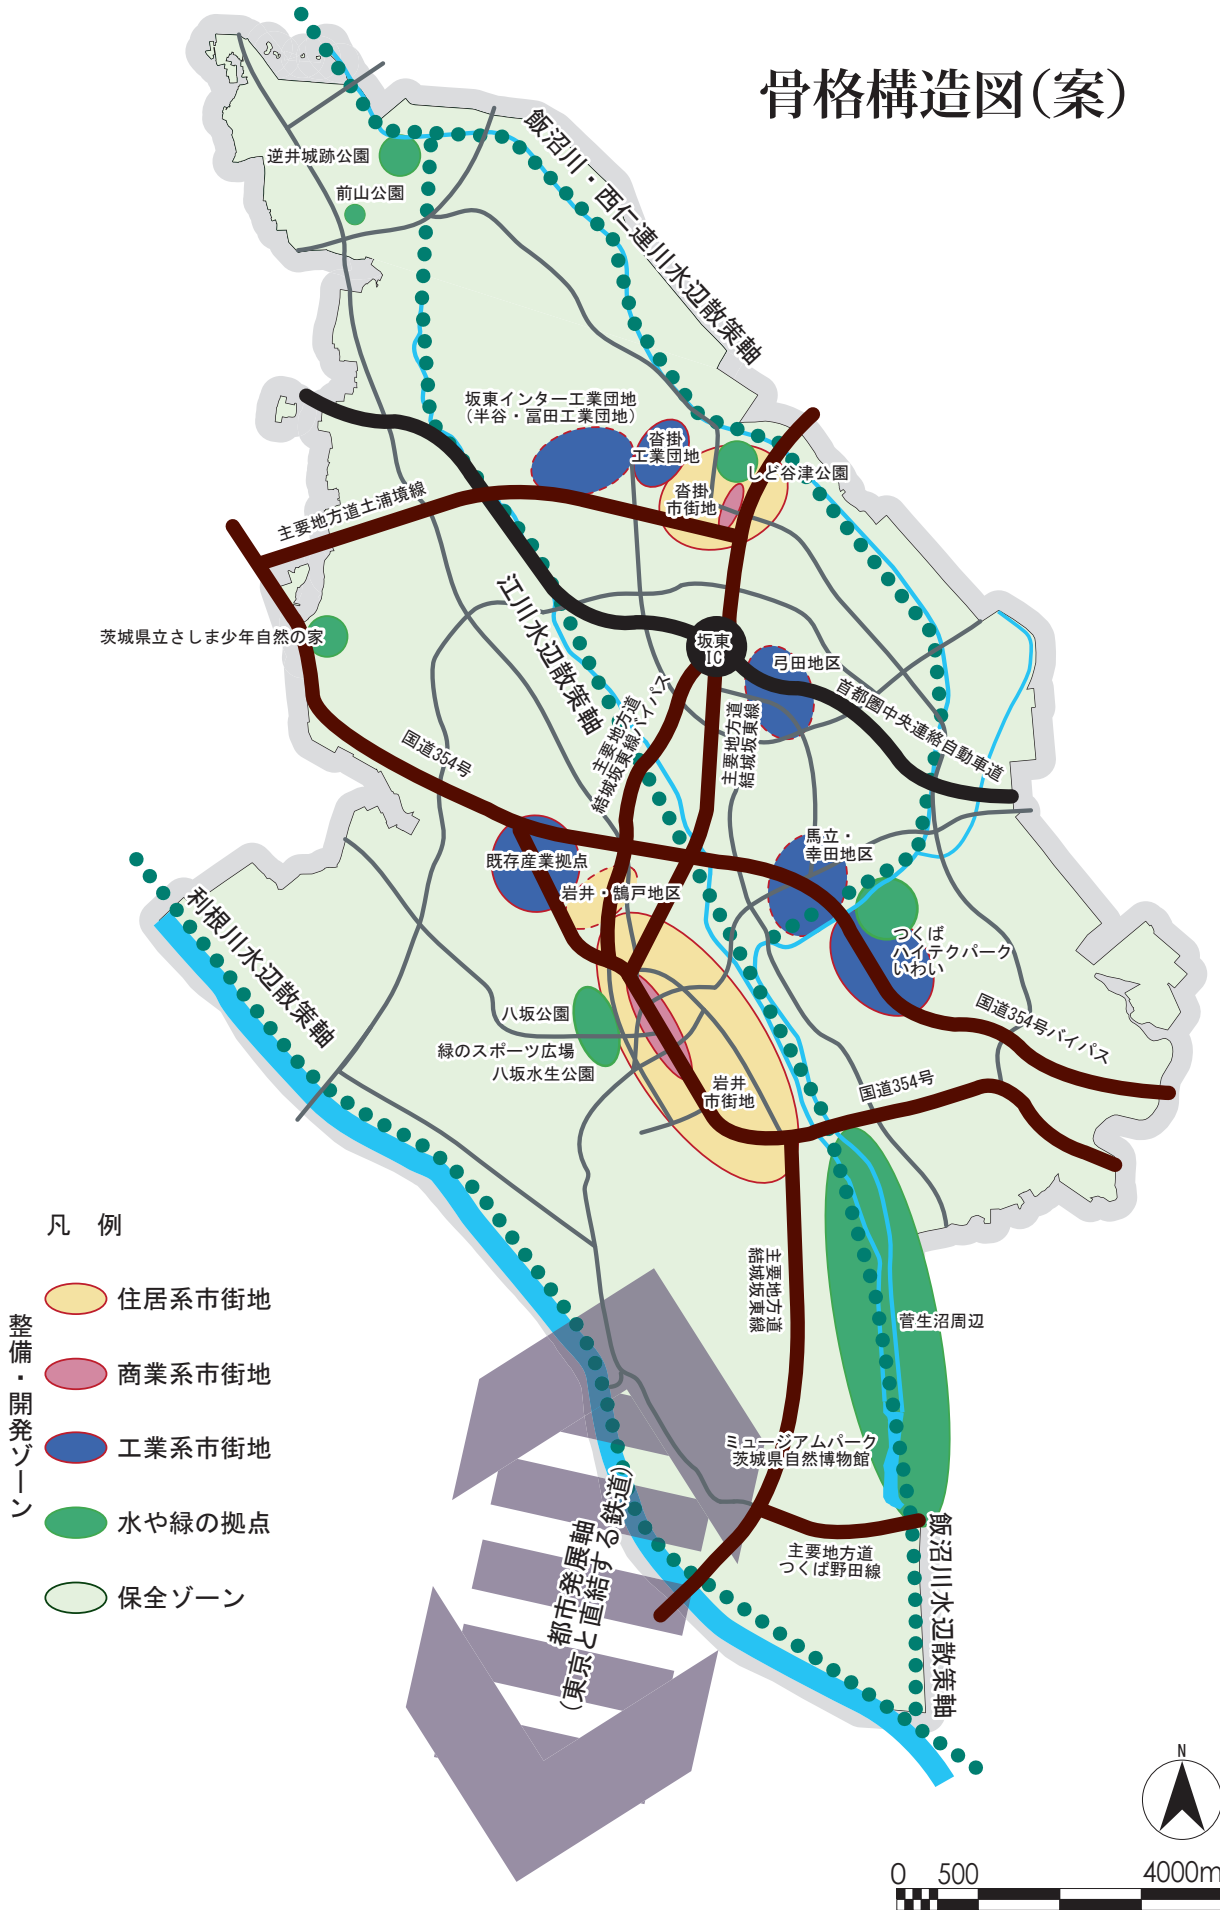 骨格構造図(案)
飯沼川・西仁連川水辺散策軸
逆井城跡公園
前山公園
坂東インター工業団地
(半谷・冨田工業団地)
沓掛
工業団地
しど谷津公園
沓掛
市街地
主要地方道土浦境線
江川水辺散策軸
茨城県立さしま少年自然の家
坂東
IC
弓田地区
首都圏中央連絡自動車道
主要地方道
結城坂東線バイパス
主要地方道
結城坂東線
国道354号
既存産業拠点
岩井・鵠戸地区
馬立・
幸田地区
つくば
ハイテクパーク
いわい
利根川水辺散策軸
八坂公園
緑のスポーツ広場
八坂水生公園
岩井
市街地
国道354号バイパス
国道354号
主要地方道
結城坂東線
菅生沼周辺
ミュージアムパーク
茨城県自然博物館
主要地方道
つくば野田線
飯沼川水辺散策軸
都市発展軸
(東京と直結する鉄道)
凡 例
整備・開発ゾーン
住居系市街地
商業系市街地
工業系市街地
水や緑の拠点
保全ゾーン
N
0 500 4000m